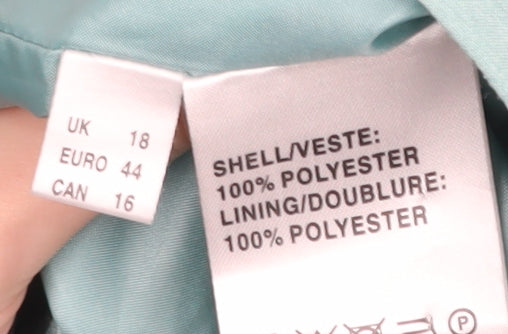 UK 18
EURO 44
CAN 16
SHELL/VESTE:
100% POLYESTER
LINING/DOUBLURE:
100% POLYESTER
P